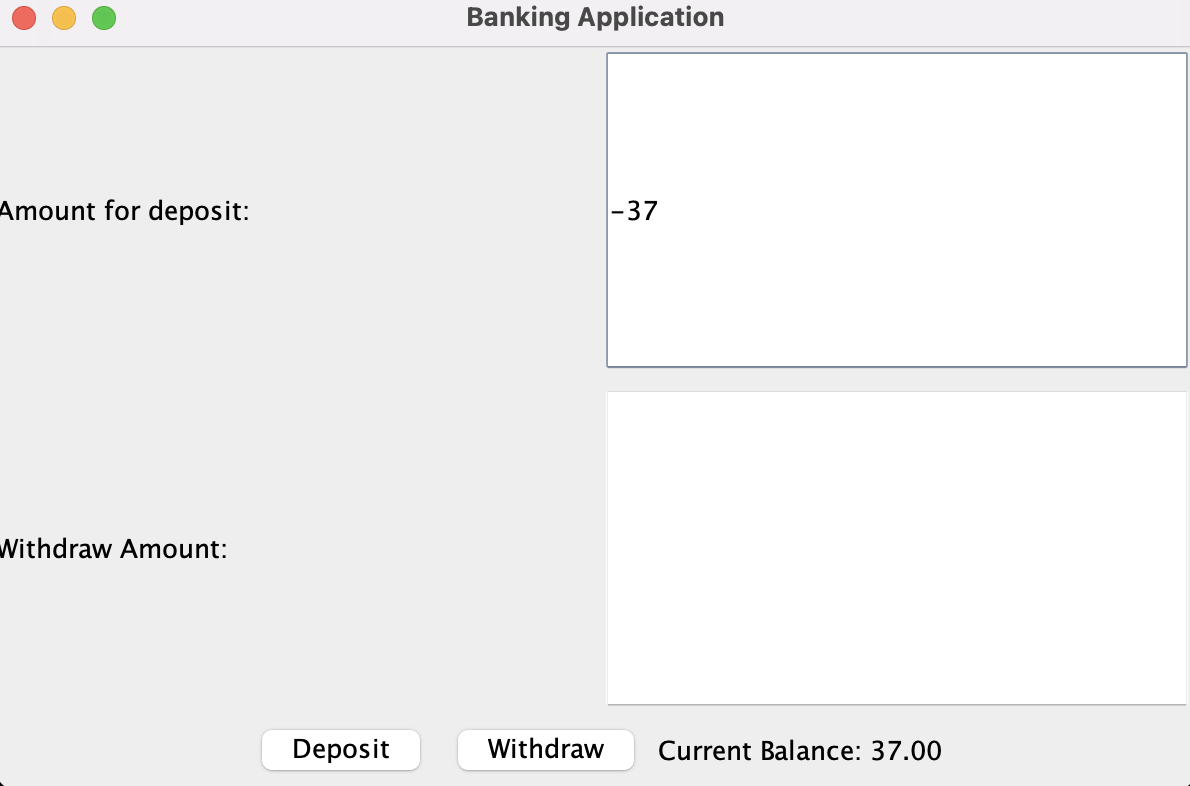 Banking Application
Amount for deposit:
-37
Withdraw Amount:
Deposit
Withdraw
Current Balance: 37.00